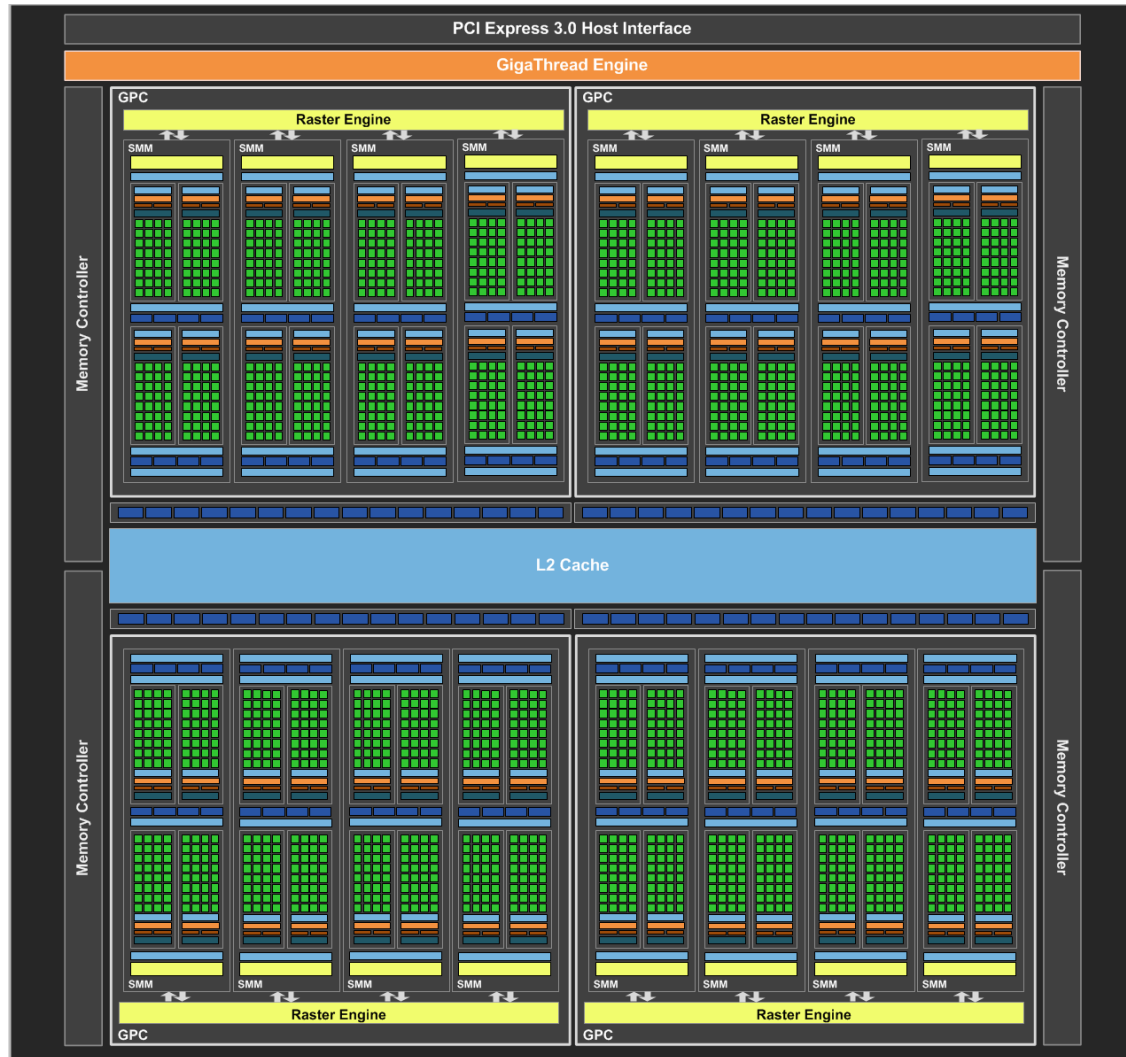 PCI Express 3.0 Host Interface
GigaThread Engine
GPC
GPC
Raster Engine
Raster Engine
SMM
SMM
SMM
SMM
SMM
SMM
SMM
SMM
Memory Controller
Memory Controller
L2 Cache
Memory Controller
Memory Controller
SMM
SMM
SMM
SMM
SMM
SMM
SMM
SMM
Raster Engine
Raster Engine
GPC
GPC